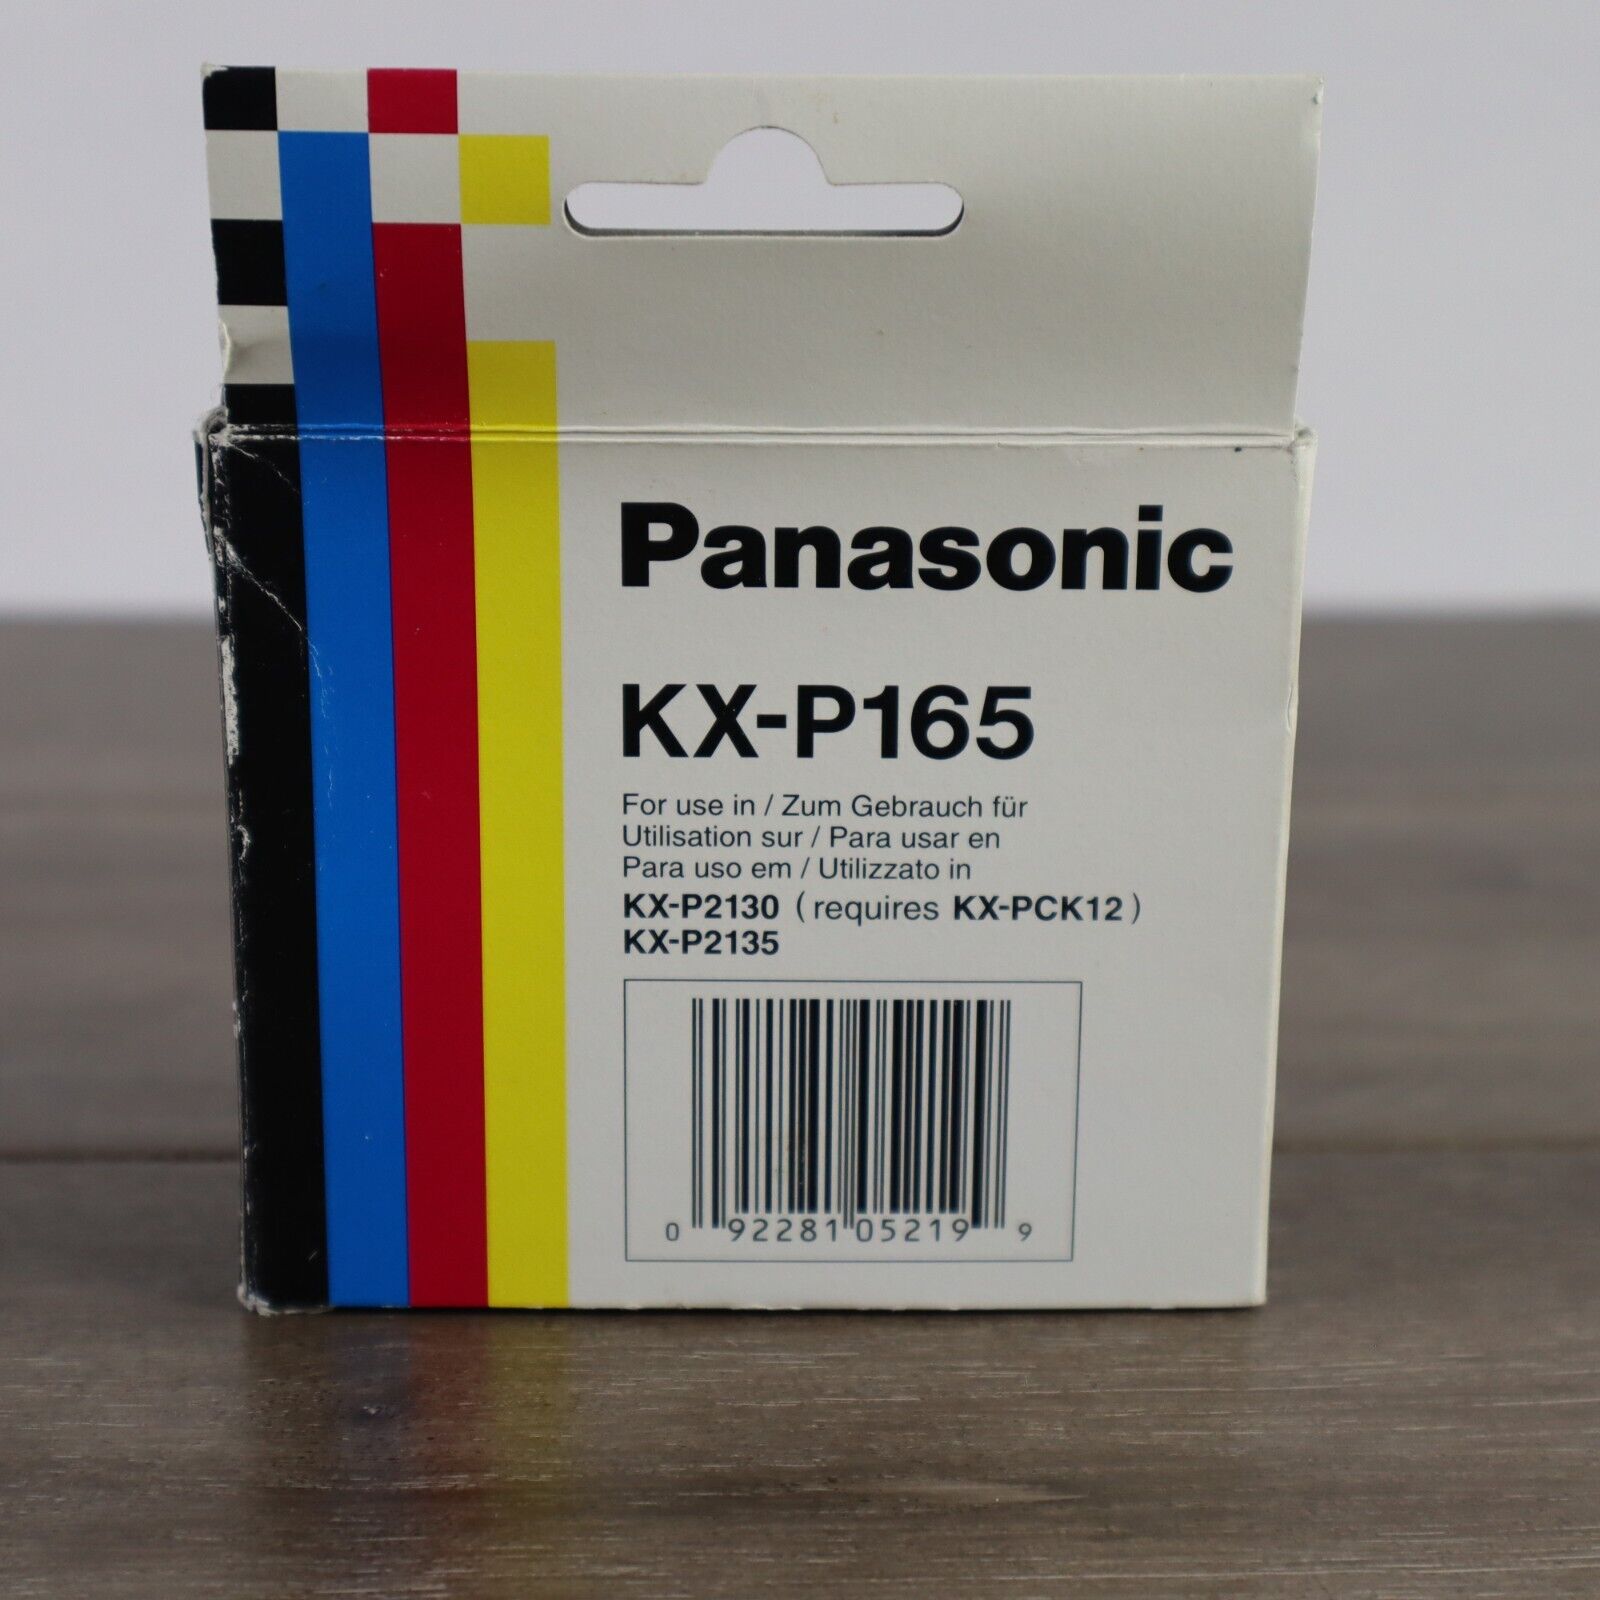 Panasonic
KX-P165
For use in / Zum Gebrauch für
Utilisation sur / Para usar en
Para uso em / Utilizzato in
KX-P2130 (requires KX-PCK12)
KX-P2135
0 92281 05219 9